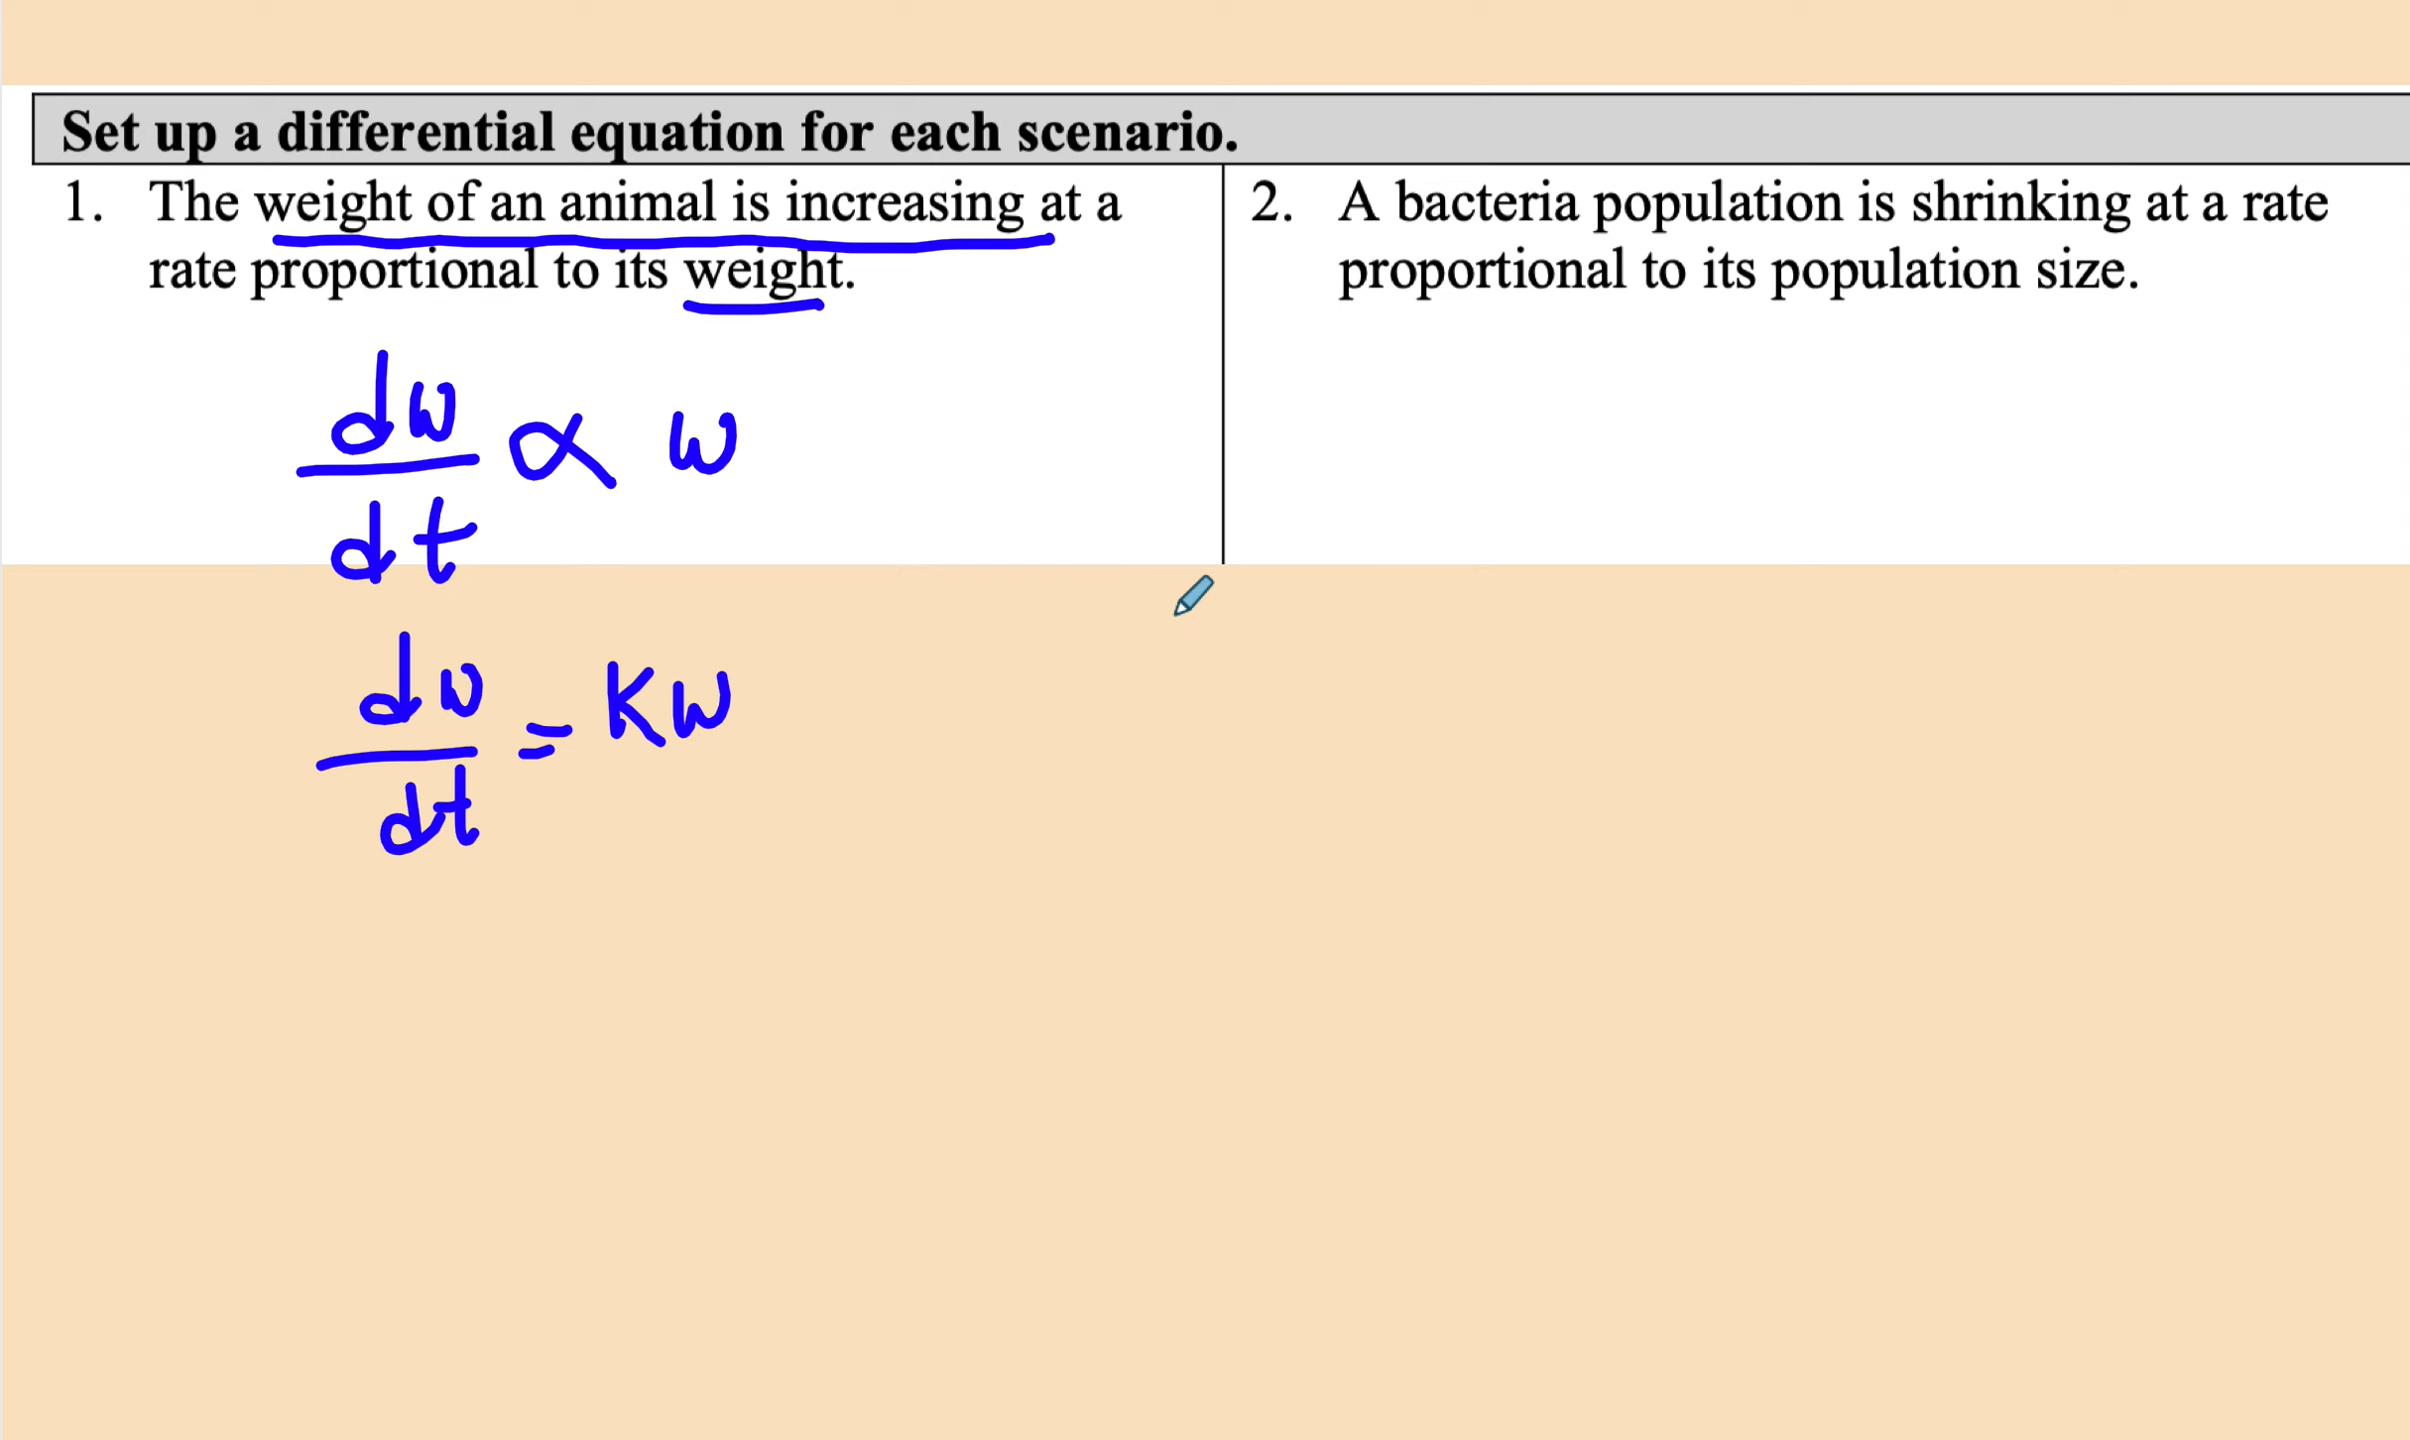 Set up a differential equation for each scenario.
1. The weight of an animal is increasing at a
rate proportional to its weight.
dw/dt ∝ w
dw/dt = kw
2. A bacteria population is shrinking at a rate
proportional to its population size.